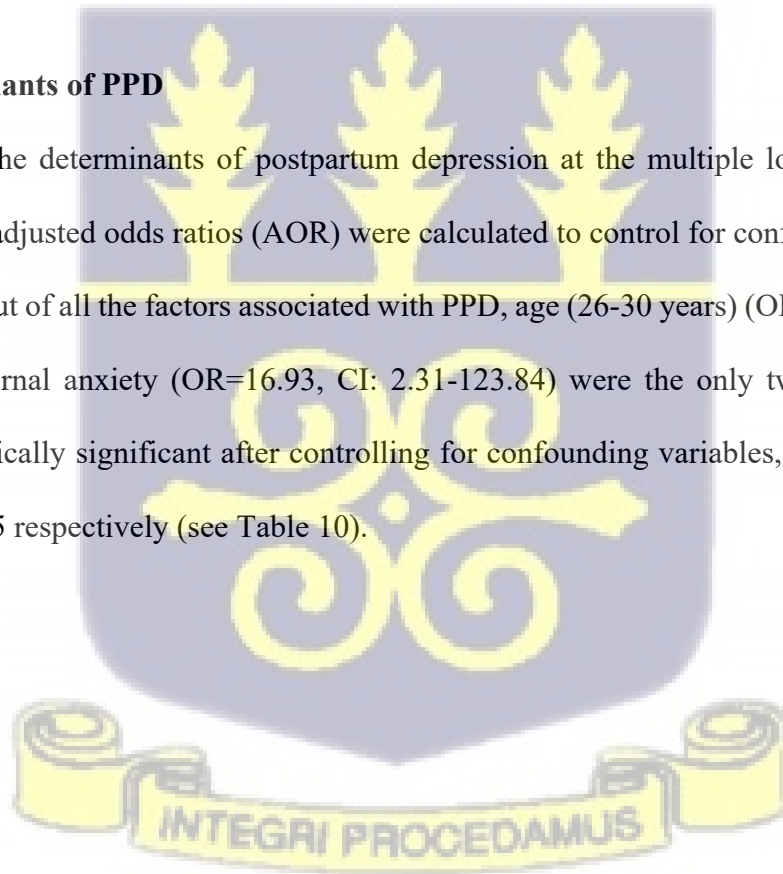 ants of PPD
he determinants of postpartum depression at the multiple lo
adjusted odds ratios (AOR) were calculated to control for con
ut of all the factors associated with PPD, age (26-30 years) (O
rnal anxiety (OR=16.93, CI: 2.31-123.84) were the only tw
ically significant after controlling for confounding variables,
5 respectively (see Table 10).
INTEGRI PROCEDAMUS